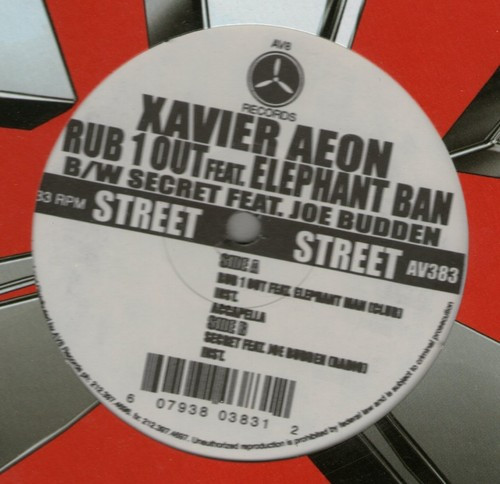 AV8
RECORDS
XAVIER AEON
RUB 1 OUT FEAT. ELEPHANT BAN
B/W SECRET FEAT. JOE BUDDEN
33 RPM STREET STREET AV383
SIDE A
RUB 1 OUT FEAT. ELEPHANT MAN (CLUB)
INST.
ACCAPELLA
SIDE B
SECRET FEAT. JOE BUDDEN (RADIO)
INST.
6 07938 03831 2
Unauthorized reproduction is prohibited by federal law and is subject to criminal prosecution